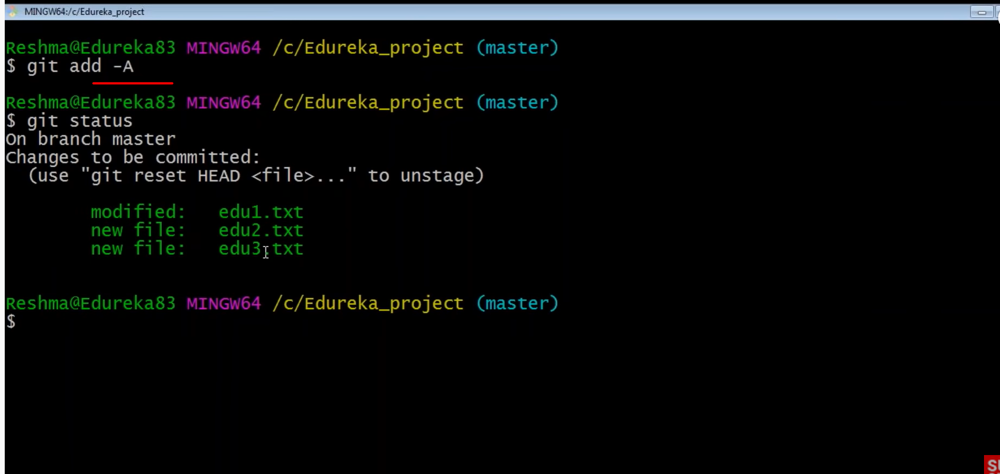 MINGW64:/c/Edureka_project
Reshma@Edureka83 MINGW64 /c/Edureka_project (master)
$ git add -A
Reshma@Edureka83 MINGW64 /c/Edureka_project (master)
$ git status
On branch master
Changes to be committed:
  (use "git reset HEAD <file>..." to unstage)
        modified:   edu1.txt
        new file:   edu2.txt
        new file:   edu3.txt
Reshma@Edureka83 MINGW64 /c/Edureka_project (master)
$